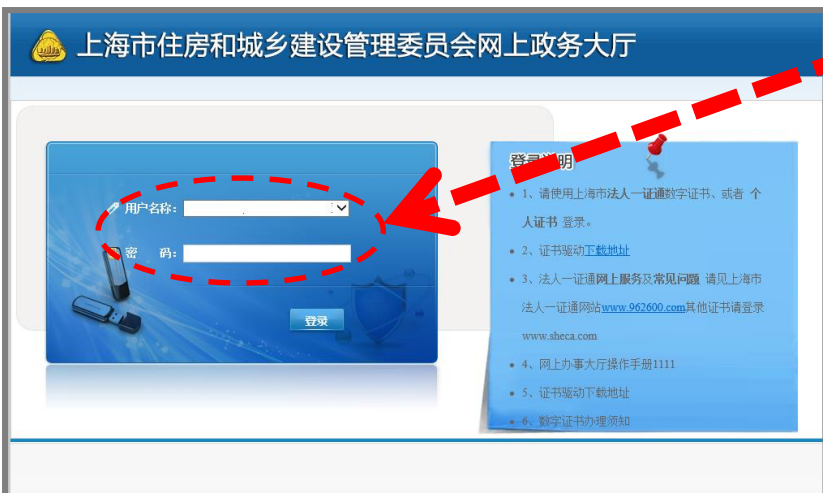 上海市住房和城乡建设管理委员会网上政务大厅
登录说明
用户名称:
密 码:
登录
1、请使用上海市法人一证通数字证书、或者 个
人证书 登录。
2、证书驱动下载地址
3、法人一证通网上服务及常见问题 请见上海市
法人一证通网站www.962600.com其他证书请登录
www.sheca.com
4、网上办事大厅操作手册1111
5、证书驱动下载地址
6、数字证书办理须知